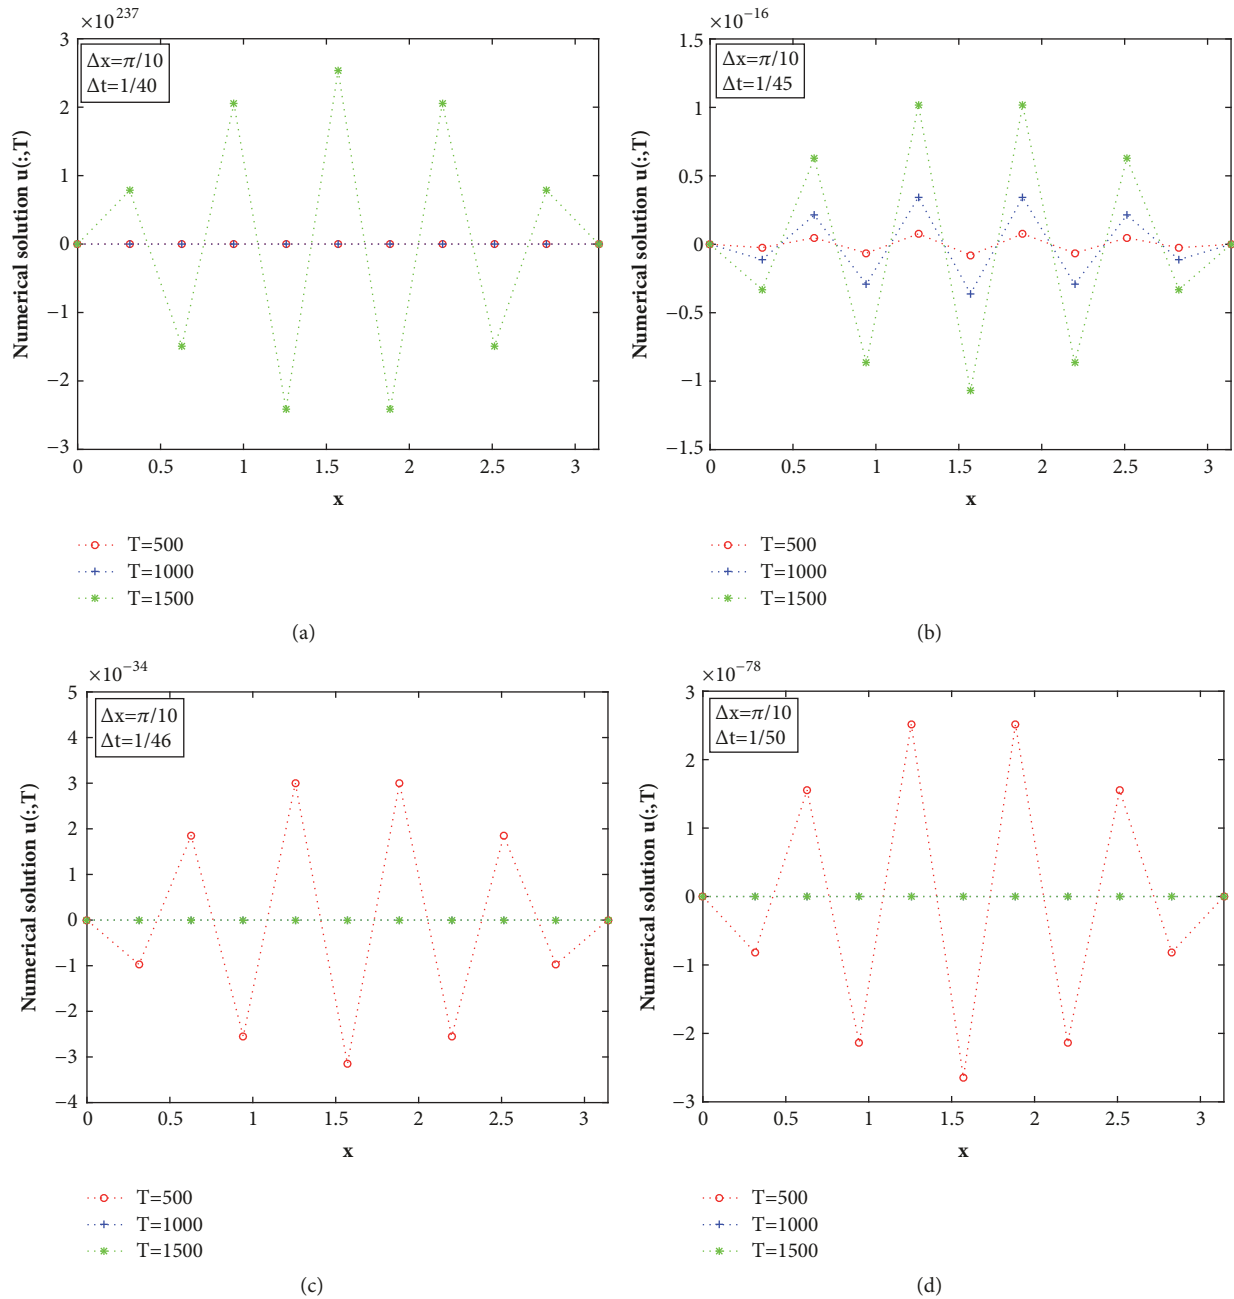 ×10^237
Δx=π/10
Δt=1/40
3
2
1
0
−1
−2
−3
Numerical solution u(:,T)
0 0.5 1 1.5 2 2.5 3
x
T=500
T=1000
T=1500
(a)
×10^−16
Δx=π/10
Δt=1/45
1.5
1
0.5
0
−0.5
−1
−1.5
Numerical solution u(:,T)
0 0.5 1 1.5 2 2.5 3
x
T=500
T=1000
T=1500
(b)
×10^−34
Δx=π/10
Δt=1/46
5
4
3
2
1
0
−1
−2
−3
−4
Numerical solution u(:,T)
0 0.5 1 1.5 2 2.5 3
x
T=500
T=1000
T=1500
(c)
×10^−78
Δx=π/10
Δt=1/50
3
2
1
0
−1
−2
−3
Numerical solution u(:,T)
0 0.5 1 1.5 2 2.5 3
x
T=500
T=1000
T=1500
(d)